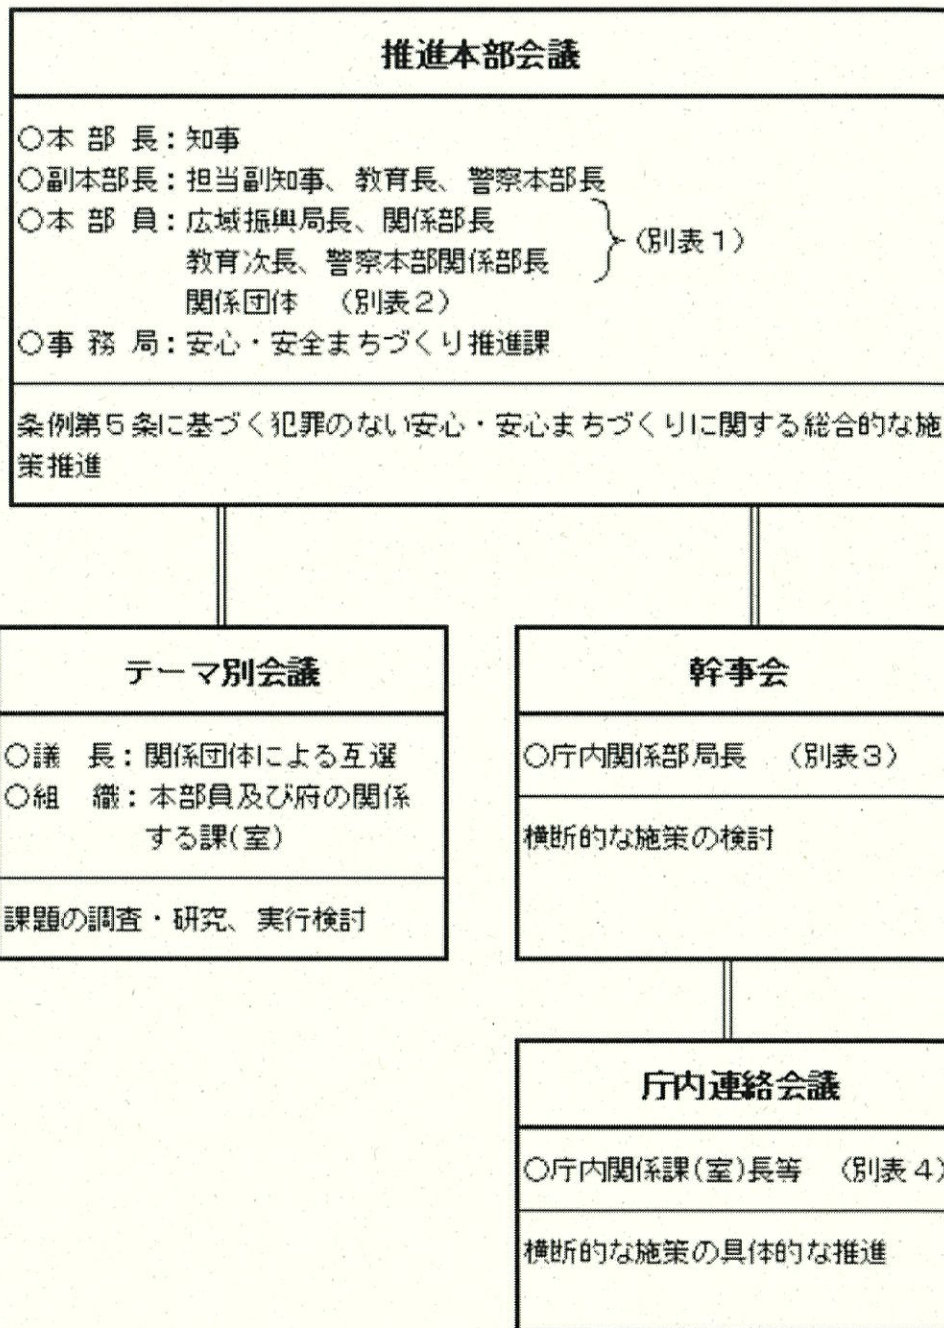 推進本部会議
○本 部 長：知事
○副本部長：担当副知事、教育長、警察本部長
○本 部 員：広域振興局長、関係部長
教育次長、警察本部関係部長
（別表１）
関係団体　（別表２）
○事 務 局：安心・安全まちづくり推進課
条例第５条に基づく犯罪のない安心・安心まちづくりに関する総合的な施
策推進
テーマ別会議
○議　長：関係団体による互選
○組　織：本部員及び府の関係
する課(室)
課題の調査・研究、実行検討
幹事会
○庁内関係部局長　（別表３）
横断的な施策の検討
庁内連絡会議
○庁内関係課(室)長等　（別表４）
横断的な施策の具体的な推進